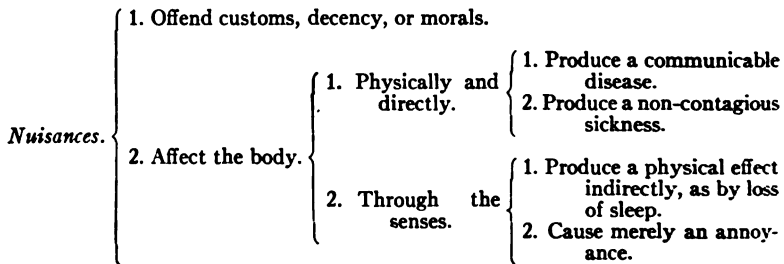 Nuisances.
1. Offend customs, decency, or morals.
2. Affect the body.
1. Physically and
directly.
1. Produce a communicable
disease.
2. Produce a non-contagious
sickness.
2. Through the
senses.
1. Produce a physical effect
indirectly, as by loss
of sleep.
2. Cause merely an annoy-
ance.